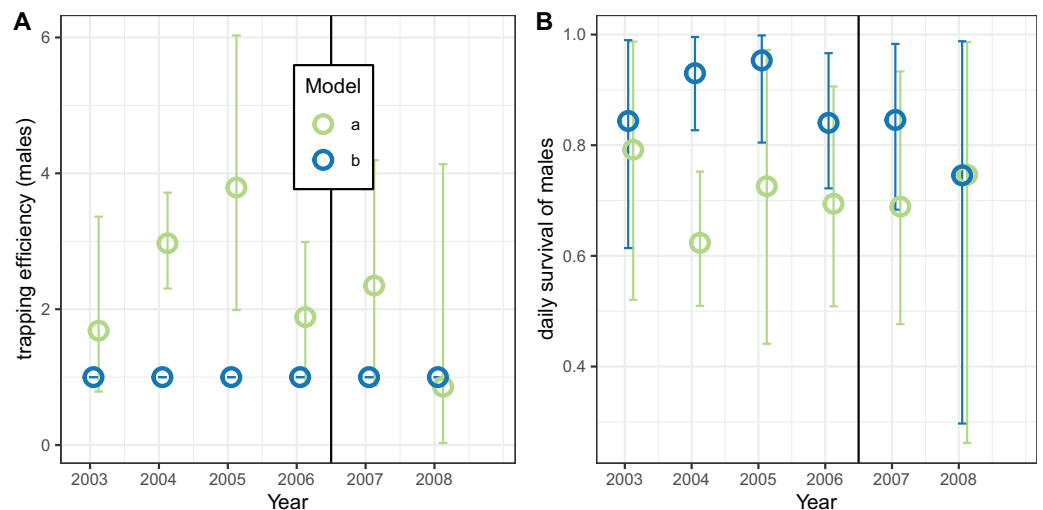 A
trapping efficiency (males)
6
4
2
0
Model
a
b
2003 2004 2005 2006 2007 2008
Year
B
daily survival of males
1.0
0.8
0.6
0.4
2003 2004 2005 2006 2007 2008
Year